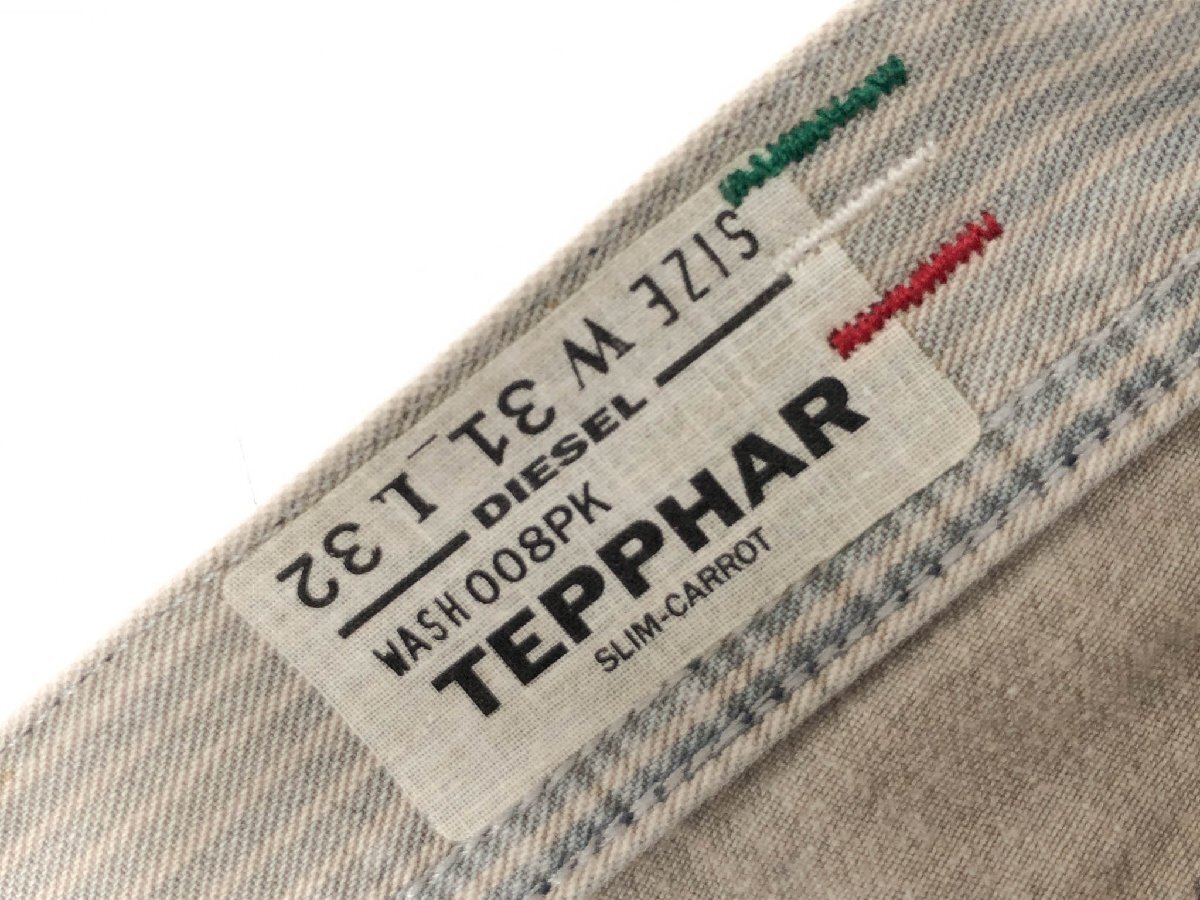 SIZE W 31 L 32
DIESEL
WASH 008PK
TEPPHAR
SLIM-CARROT